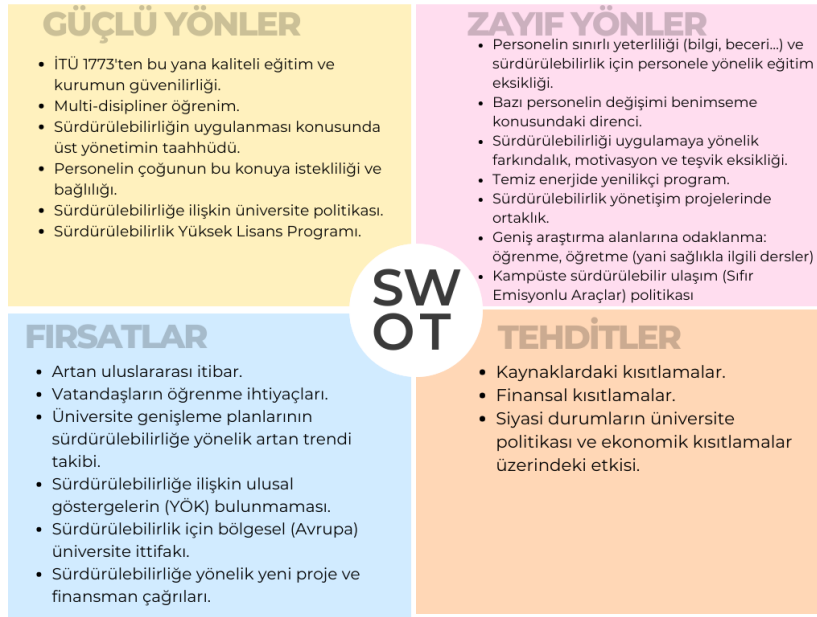 GÜÇLÜ YÖNLER
• İTÜ 1773'ten bu yana kaliteli eğitim ve
kurumun güvenilirliği.
• Multi-disipliner öğrenim.
• Sürdürülebilirliğin uygulanması konusunda
üst yönetimin taahhüdü.
• Personelin çoğunun bu konuya istekliliği ve
bağlılığı.
• Sürdürülebilirliğe ilişkin üniversite politikası.
• Sürdürülebilirlik Yüksek Lisans Programı.
ZAYIF YÖNLER
• Personelin sınırlı yeterliliği (bilgi, beceri...) ve
sürdürülebilirlik için personele yönelik eğitim
eksikliği.
• Bazı personelin değişimi benimseme
konusundaki direnci.
• Sürdürülebilirliği uygulamaya yönelik
farkındalık, motivasyon ve teşvik eksikliği.
• Temiz enerjide yenilikçi program.
• Sürdürülebilirlik yönetişim projelerinde
ortaklık.
• Geniş araştırma alanlarına odaklanma:
öğrenme, öğretme (yani sağlıkla ilgili dersler)
• Kampüste sürdürülebilir ulaşım (Sıfır
Emisyonlu Araçlar) politikası
SW
OT
FIRSATLAR
• Artan uluslararası itibar.
• Vatandaşların öğrenme ihtiyaçları.
• Üniversite genişleme planlarının
sürdürülebilirliğe yönelik artan trendi
takibi.
• Sürdürülebilirliğe ilişkin ulusal
göstergelerin (YÖK) bulunmaması.
• Sürdürülebilirlik için bölgesel (Avrupa)
üniversite ittifakı.
• Sürdürülebilirliğe yönelik yeni proje ve
finansman çağrıları.
TEHDİTLER
• Kaynaklardaki kısıtlamalar.
• Finansal kısıtlamalar.
• Siyasi durumların üniversite
politikası ve ekonomik kısıtlamalar
üzerindeki etkisi.